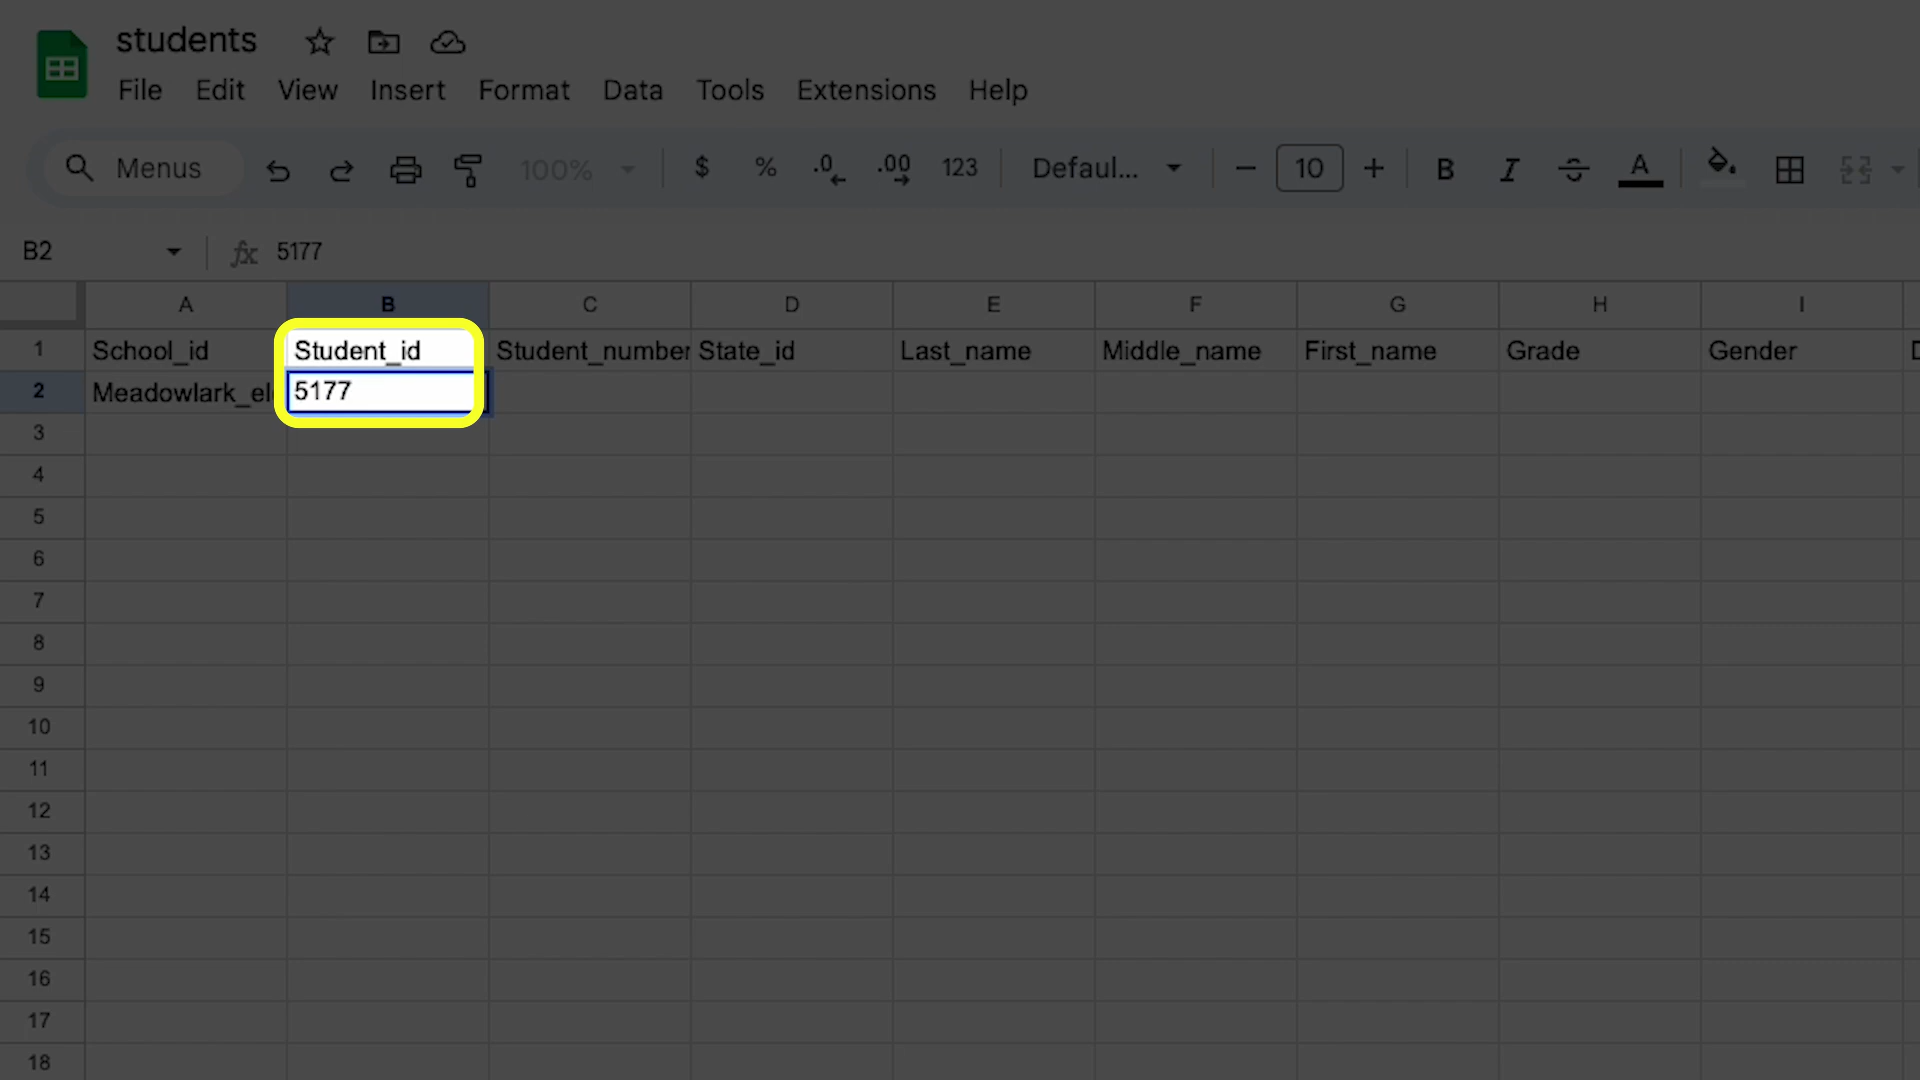 students
File Edit View Insert Format Data Tools Extensions Help
Menus 100% $ % .0 .00 123 Defaul... 10 B I A
B2 fx 5177
A B C D E F G H I
1 School_id Student_id Student_number State_id Last_name Middle_name First_name Grade Gender
2 Meadowlark_el 5177
3
4
5
6
7
8
9
10
11
12
13
14
15
16
17
18